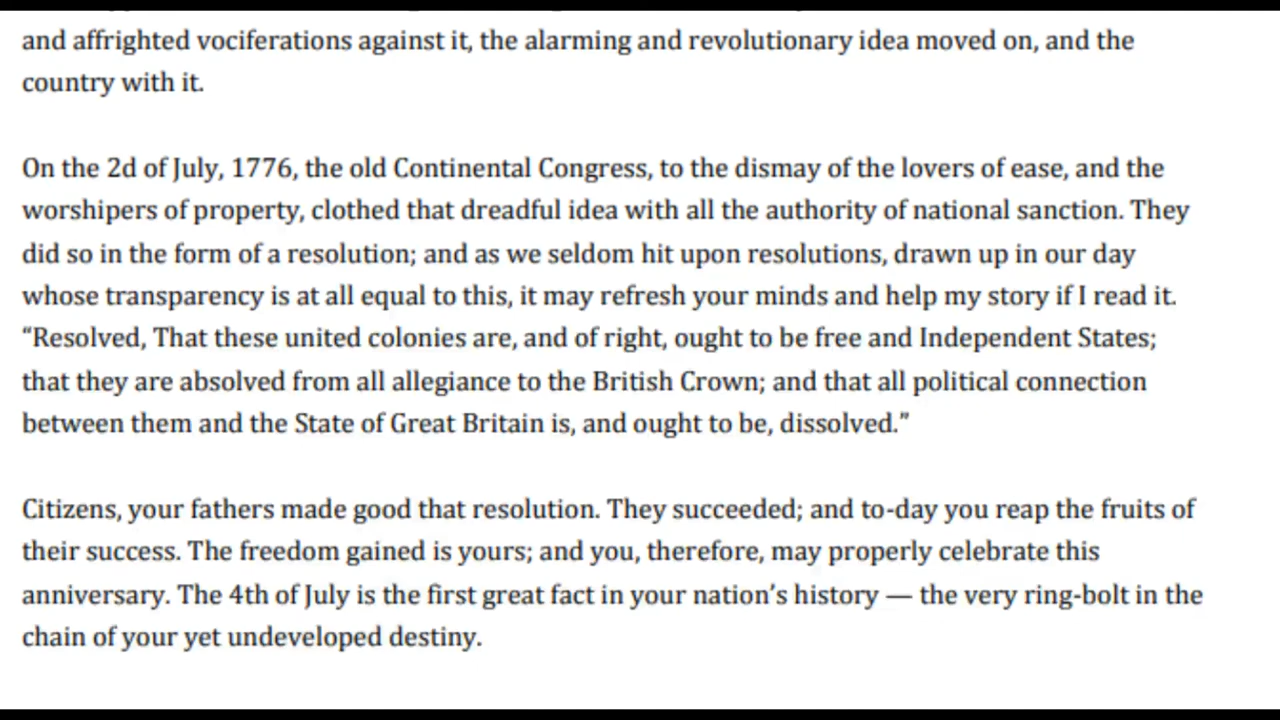 and affrighted vociferations against it, the alarming and revolutionary idea moved on, and the
country with it.
On the 2d of July, 1776, the old Continental Congress, to the dismay of the lovers of ease, and the
worshipers of property, clothed that dreadful idea with all the authority of national sanction. They
did so in the form of a resolution; and as we seldom hit upon resolutions, drawn up in our day
whose transparency is at all equal to this, it may refresh your minds and help my story if I read it.
“Resolved, That these united colonies are, and of right, ought to be free and Independent States;
that they are absolved from all allegiance to the British Crown; and that all political connection
between them and the State of Great Britain is, and ought to be, dissolved.”
Citizens, your fathers made good that resolution. They succeeded; and to-day you reap the fruits of
their success. The freedom gained is yours; and you, therefore, may properly celebrate this
anniversary. The 4th of July is the first great fact in your nation’s history — the very ring-bolt in the
chain of your yet undeveloped destiny.